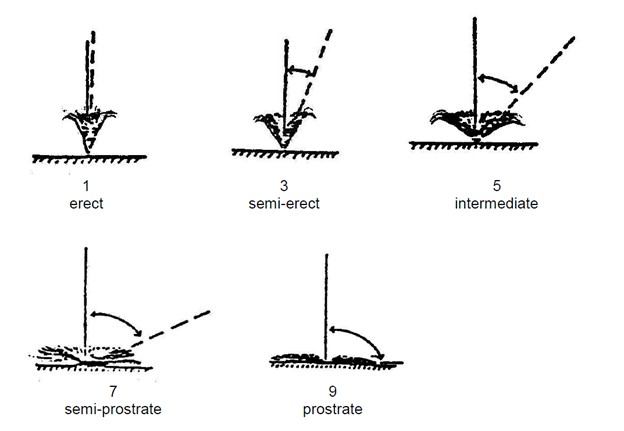 1
erect
3
semi-erect
5
intermediate
7
semi-prostrate
9
prostrate